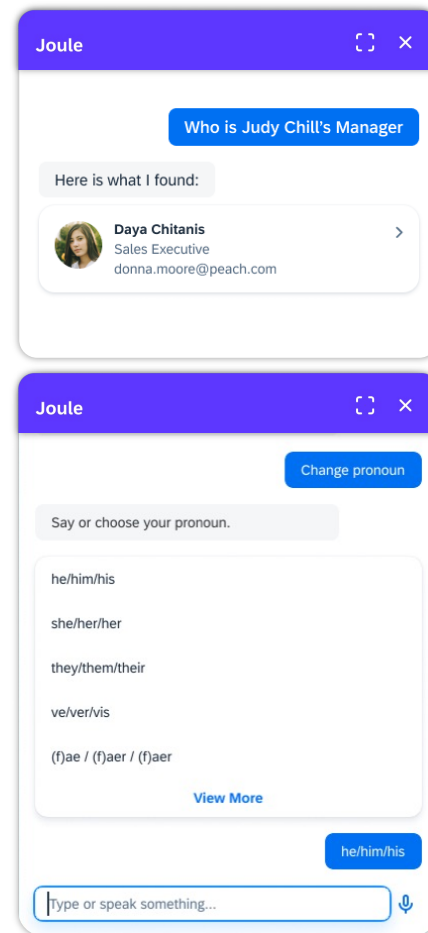 Joule
Who is Judy Chill's Manager
Here is what I found:
Daya Chitanis
Sales Executive
donna.moore@peach.com
Joule
Change pronoun
Say or choose your pronoun.
he/him/his
she/her/her
they/them/their
ve/ver/vis
(f)ae / (f)aer / (f)aer
View More
he/him/his
Type or speak something...